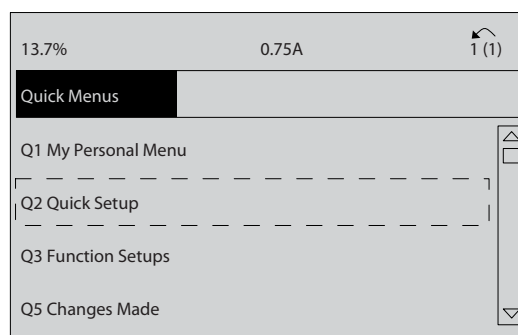 13.7% 0.75A 1 (1)
Quick Menus
Q1 My Personal Menu
Q2 Quick Setup
Q3 Function Setups
Q5 Changes Made